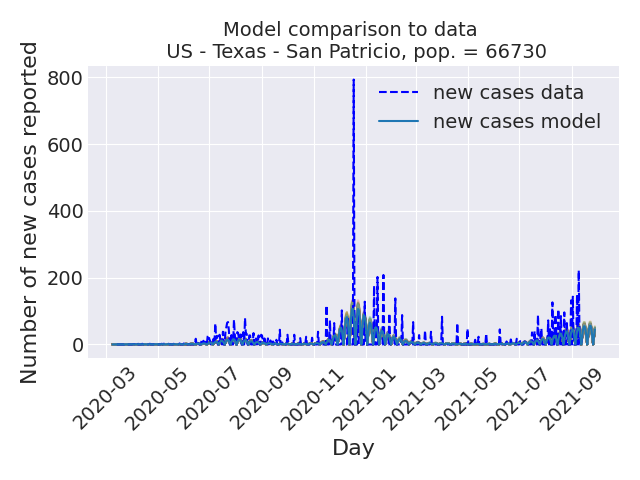 Model comparison to data
US - Texas - San Patricio, pop. = 66730
Number of new cases reported
800
600
400
200
0
new cases data
new cases model
2020-03
2020-05
2020-07
2020-09
2020-11
2021-01
2021-03
2021-05
2021-07
2021-09
Day